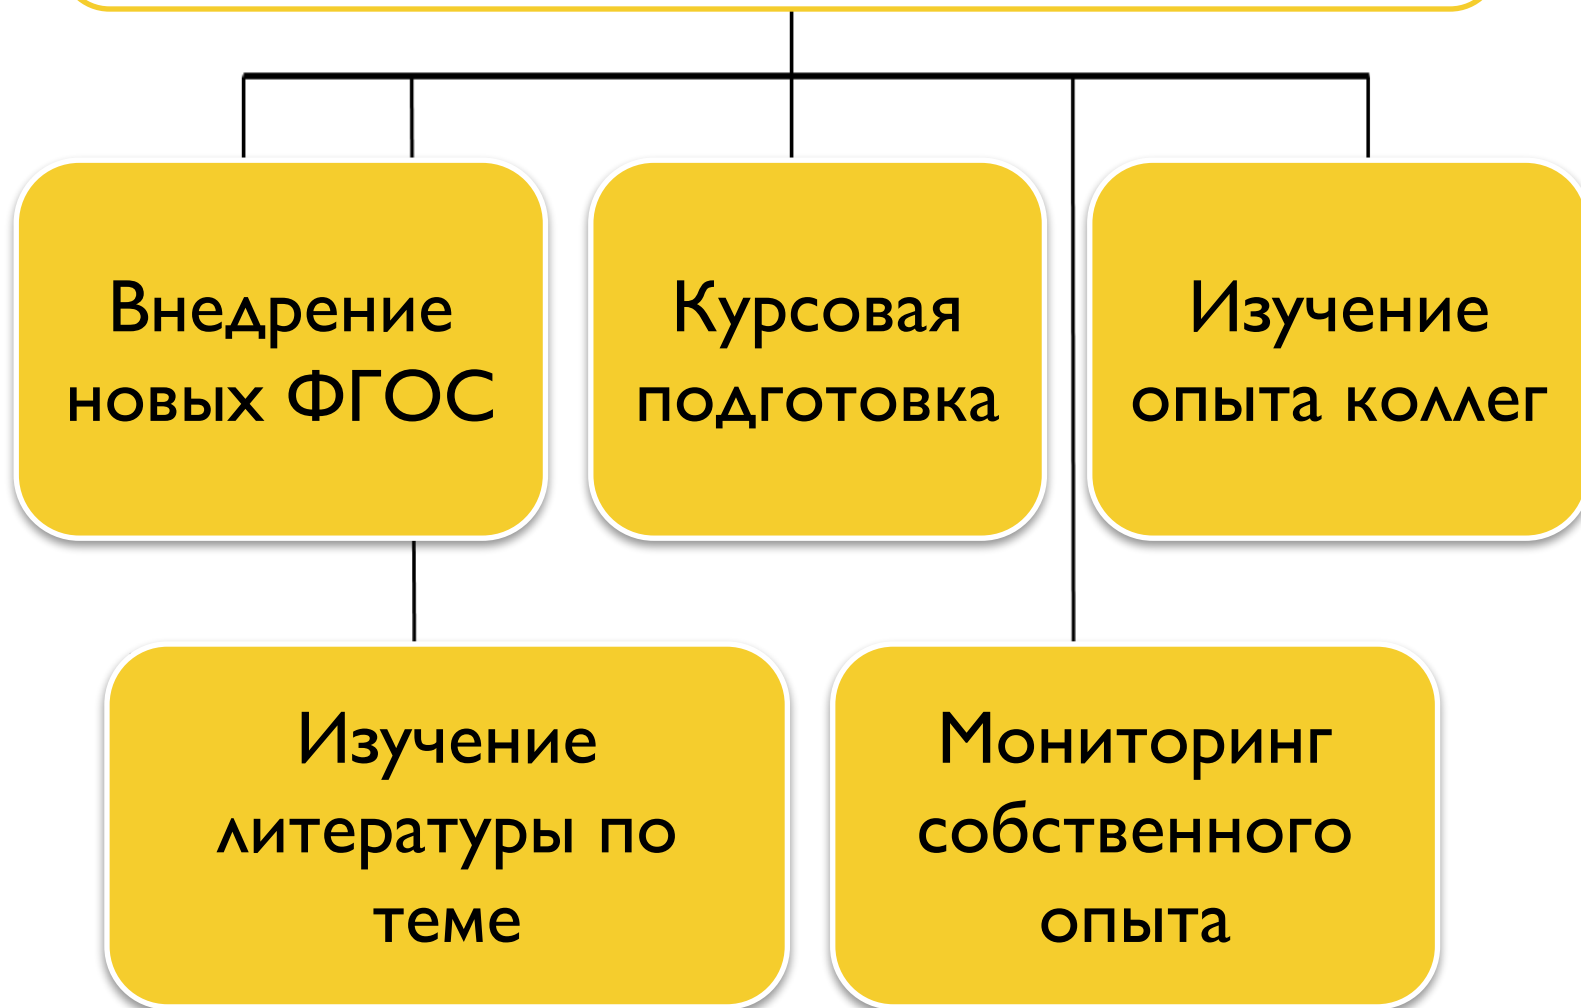 Внедрение
новых ФГОС
Курсовая
подготовка
Изучение
опыта коллег
Изучение
литературы по
теме
Мониторинг
собственного
опыта